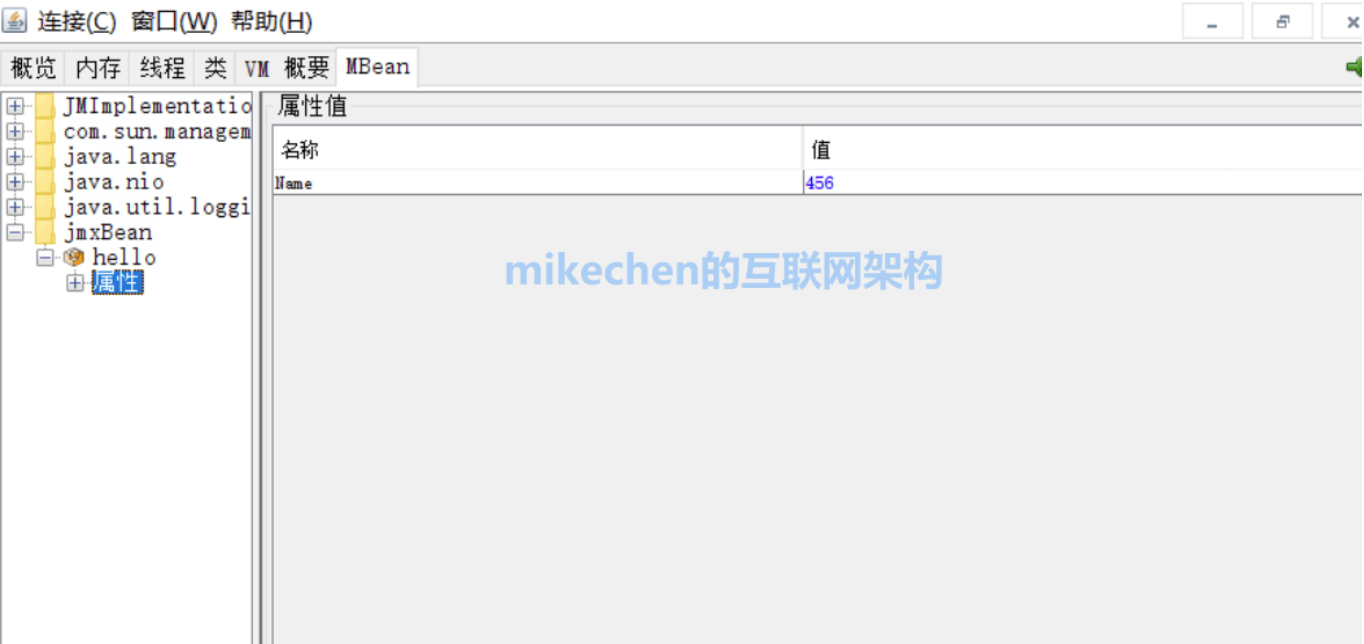 连接(C) 窗口(W) 帮助(H)
概览 内存 线程 类 VM 概要 MBean
JMImplementatio
com.sun.managem
java.lang
java.nio
java.util.loggi
jmxBean
hello
属性
属性值
名称 值
Name 456
mikechen的互联网架构